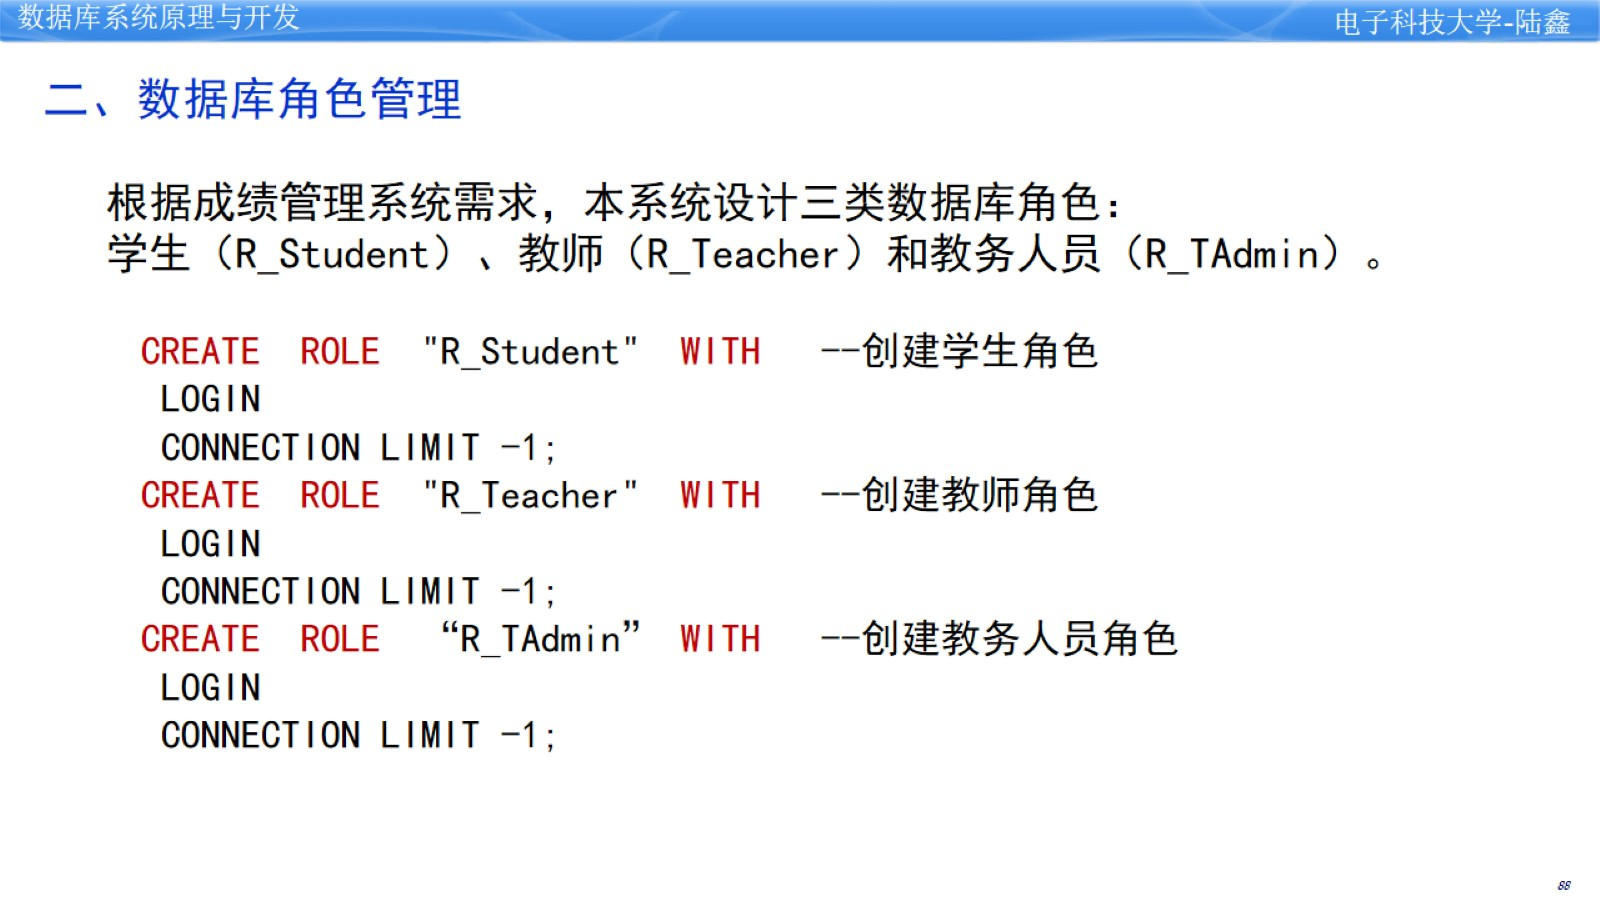 数据库系统原理与开发
电子科技大学-陆鑫
二、数据库角色管理
根据成绩管理系统需求，本系统设计三类数据库角色：
学生（R_Student）、教师（R_Teacher）和教务人员（R_TAdmin）。
CREATE ROLE "R_Student" WITH --创建学生角色
LOGIN
CONNECTION LIMIT -1;
CREATE ROLE "R_Teacher" WITH --创建教师角色
LOGIN
CONNECTION LIMIT -1;
CREATE ROLE “R_TAdmin” WITH --创建教务人员角色
LOGIN
CONNECTION LIMIT -1;
88